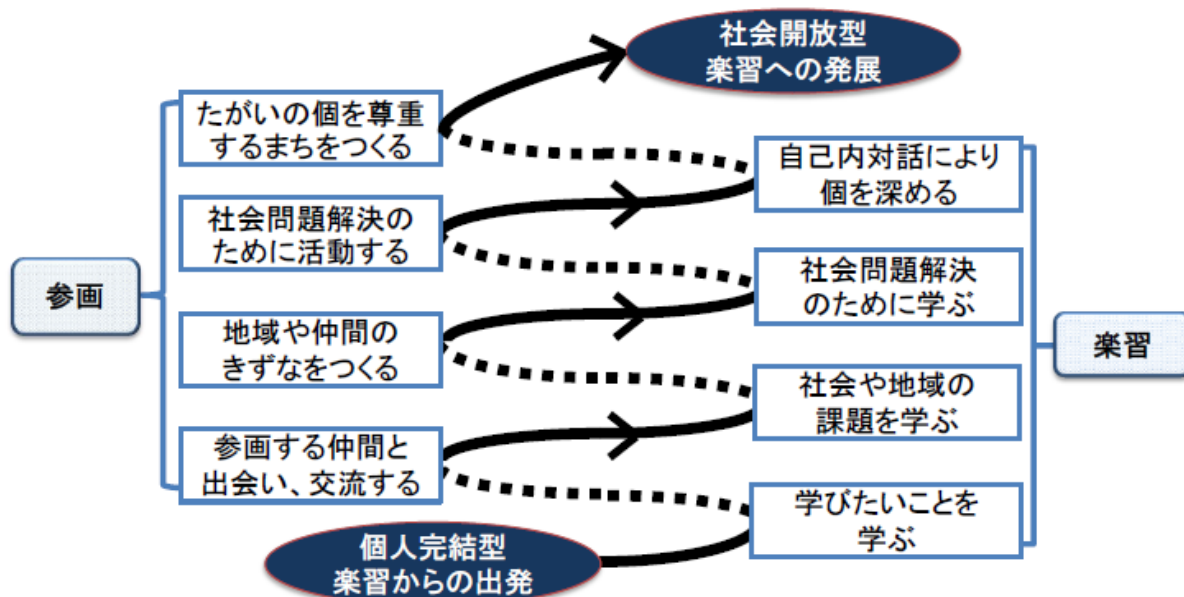 社会開放型
楽習への発展
たがいの個を尊重
するまちをつくる
自己内対話により
個を深める
社会問題解決の
ために活動する
社会問題解決
のために学ぶ
参画
地域や仲間の
きずなをつくる
楽習
社会や地域の
課題を学ぶ
参画する仲間と
出会い、交流する
学びたいことを
学ぶ
個人完結型
楽習からの出発